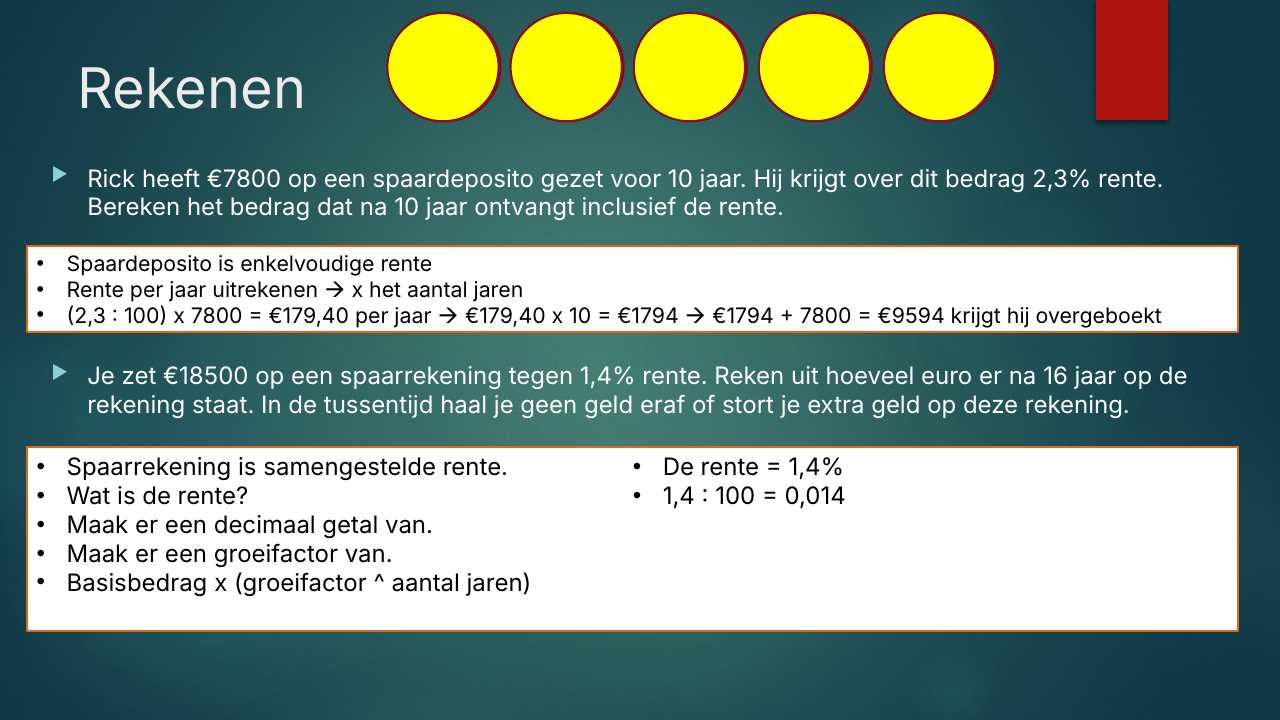 Rekenen
Rick heeft €7800 op een spaardeposito gezet voor 10 jaar. Hij krijgt over dit bedrag 2,3% rente.
Bereken het bedrag dat na 10 jaar ontvangt inclusief de rente.
• Spaardeposito is enkelvoudige rente
• Rente per jaar uitrekenen → x het aantal jaren
• (2,3 : 100) x 7800 = €179,40 per jaar → €179,40 x 10 = €1794 → €1794 + 7800 = €9594 krijgt hij overgeboekt
Je zet €18500 op een spaarrekening tegen 1,4% rente. Reken uit hoeveel euro er na 16 jaar op de
rekening staat. In de tussentijd haal je geen geld eraf of stort je extra geld op deze rekening.
• Spaarrekening is samengestelde rente.
• Wat is de rente?
• Maak er een decimaal getal van.
• Maak er een groeifactor van.
• Basisbedrag x (groeifactor ^ aantal jaren)
• De rente = 1,4%
• 1,4 : 100 = 0,014